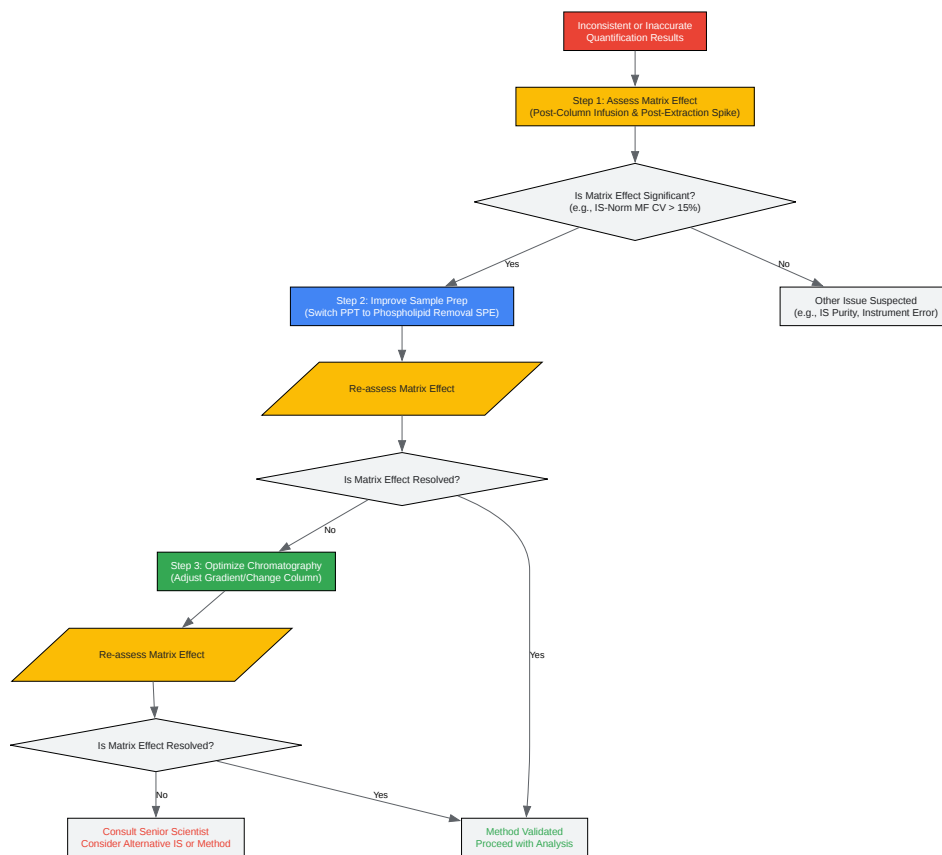 Inconsistent or Inaccurate
Quantification Results
Step 1: Assess Matrix Effect
(Post-Column Infusion & Post-Extraction Spike)
Is Matrix Effect Significant?
(e.g., IS-Norm MF CV > 15%)
Yes
No
Step 2: Improve Sample Prep
(Switch PPT to Phospholipid Removal SPE)
Other Issue Suspected
(e.g., IS Purity, Instrument Error)
Re-assess Matrix Effect
Is Matrix Effect Resolved?
No
Step 3: Optimize Chromatography
(Adjust Gradient/Change Column)
Re-assess Matrix Effect
Yes
Is Matrix Effect Resolved?
No
Yes
Consult Senior Scientist
Consider Alternative IS or Method
Method Validated
Proceed with Analysis